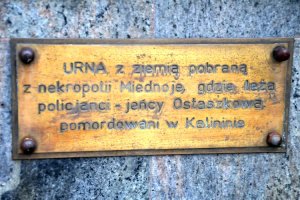 URNA z ziemią pobraną
z nekropolii Miednoje, gdzie leżą
policjanci - jeńcy Ostaszkowa,
pomordowani w Kalininie